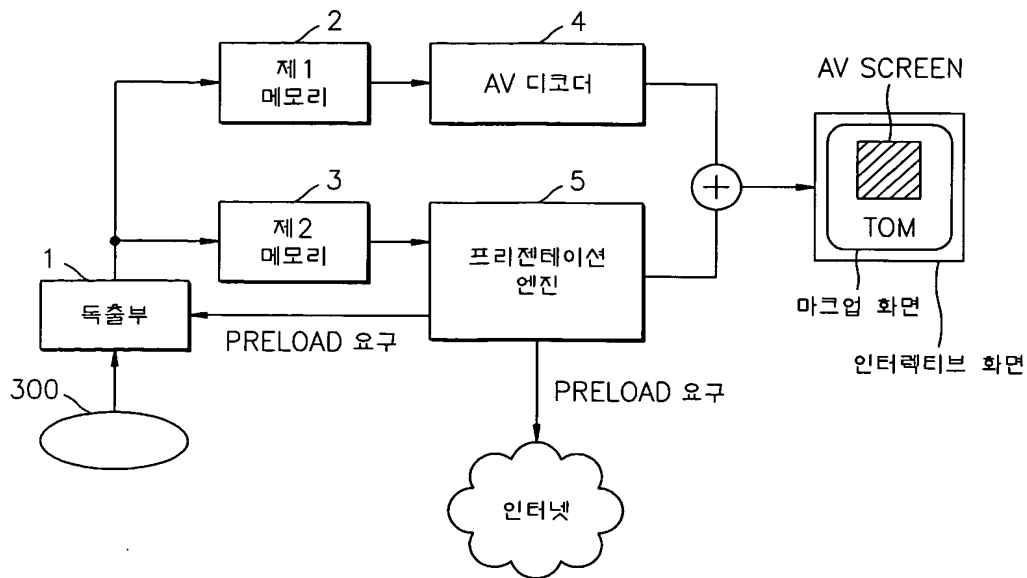 2
제1
메모리
4
AV 디코더
AV SCREEN
TOM
3
제2
메모리
5
프리젠테이션
엔진
1
독출부
PRELOAD 요구
마크업 화면
인터렉티브 화면
300
PRELOAD 요구
인터넷